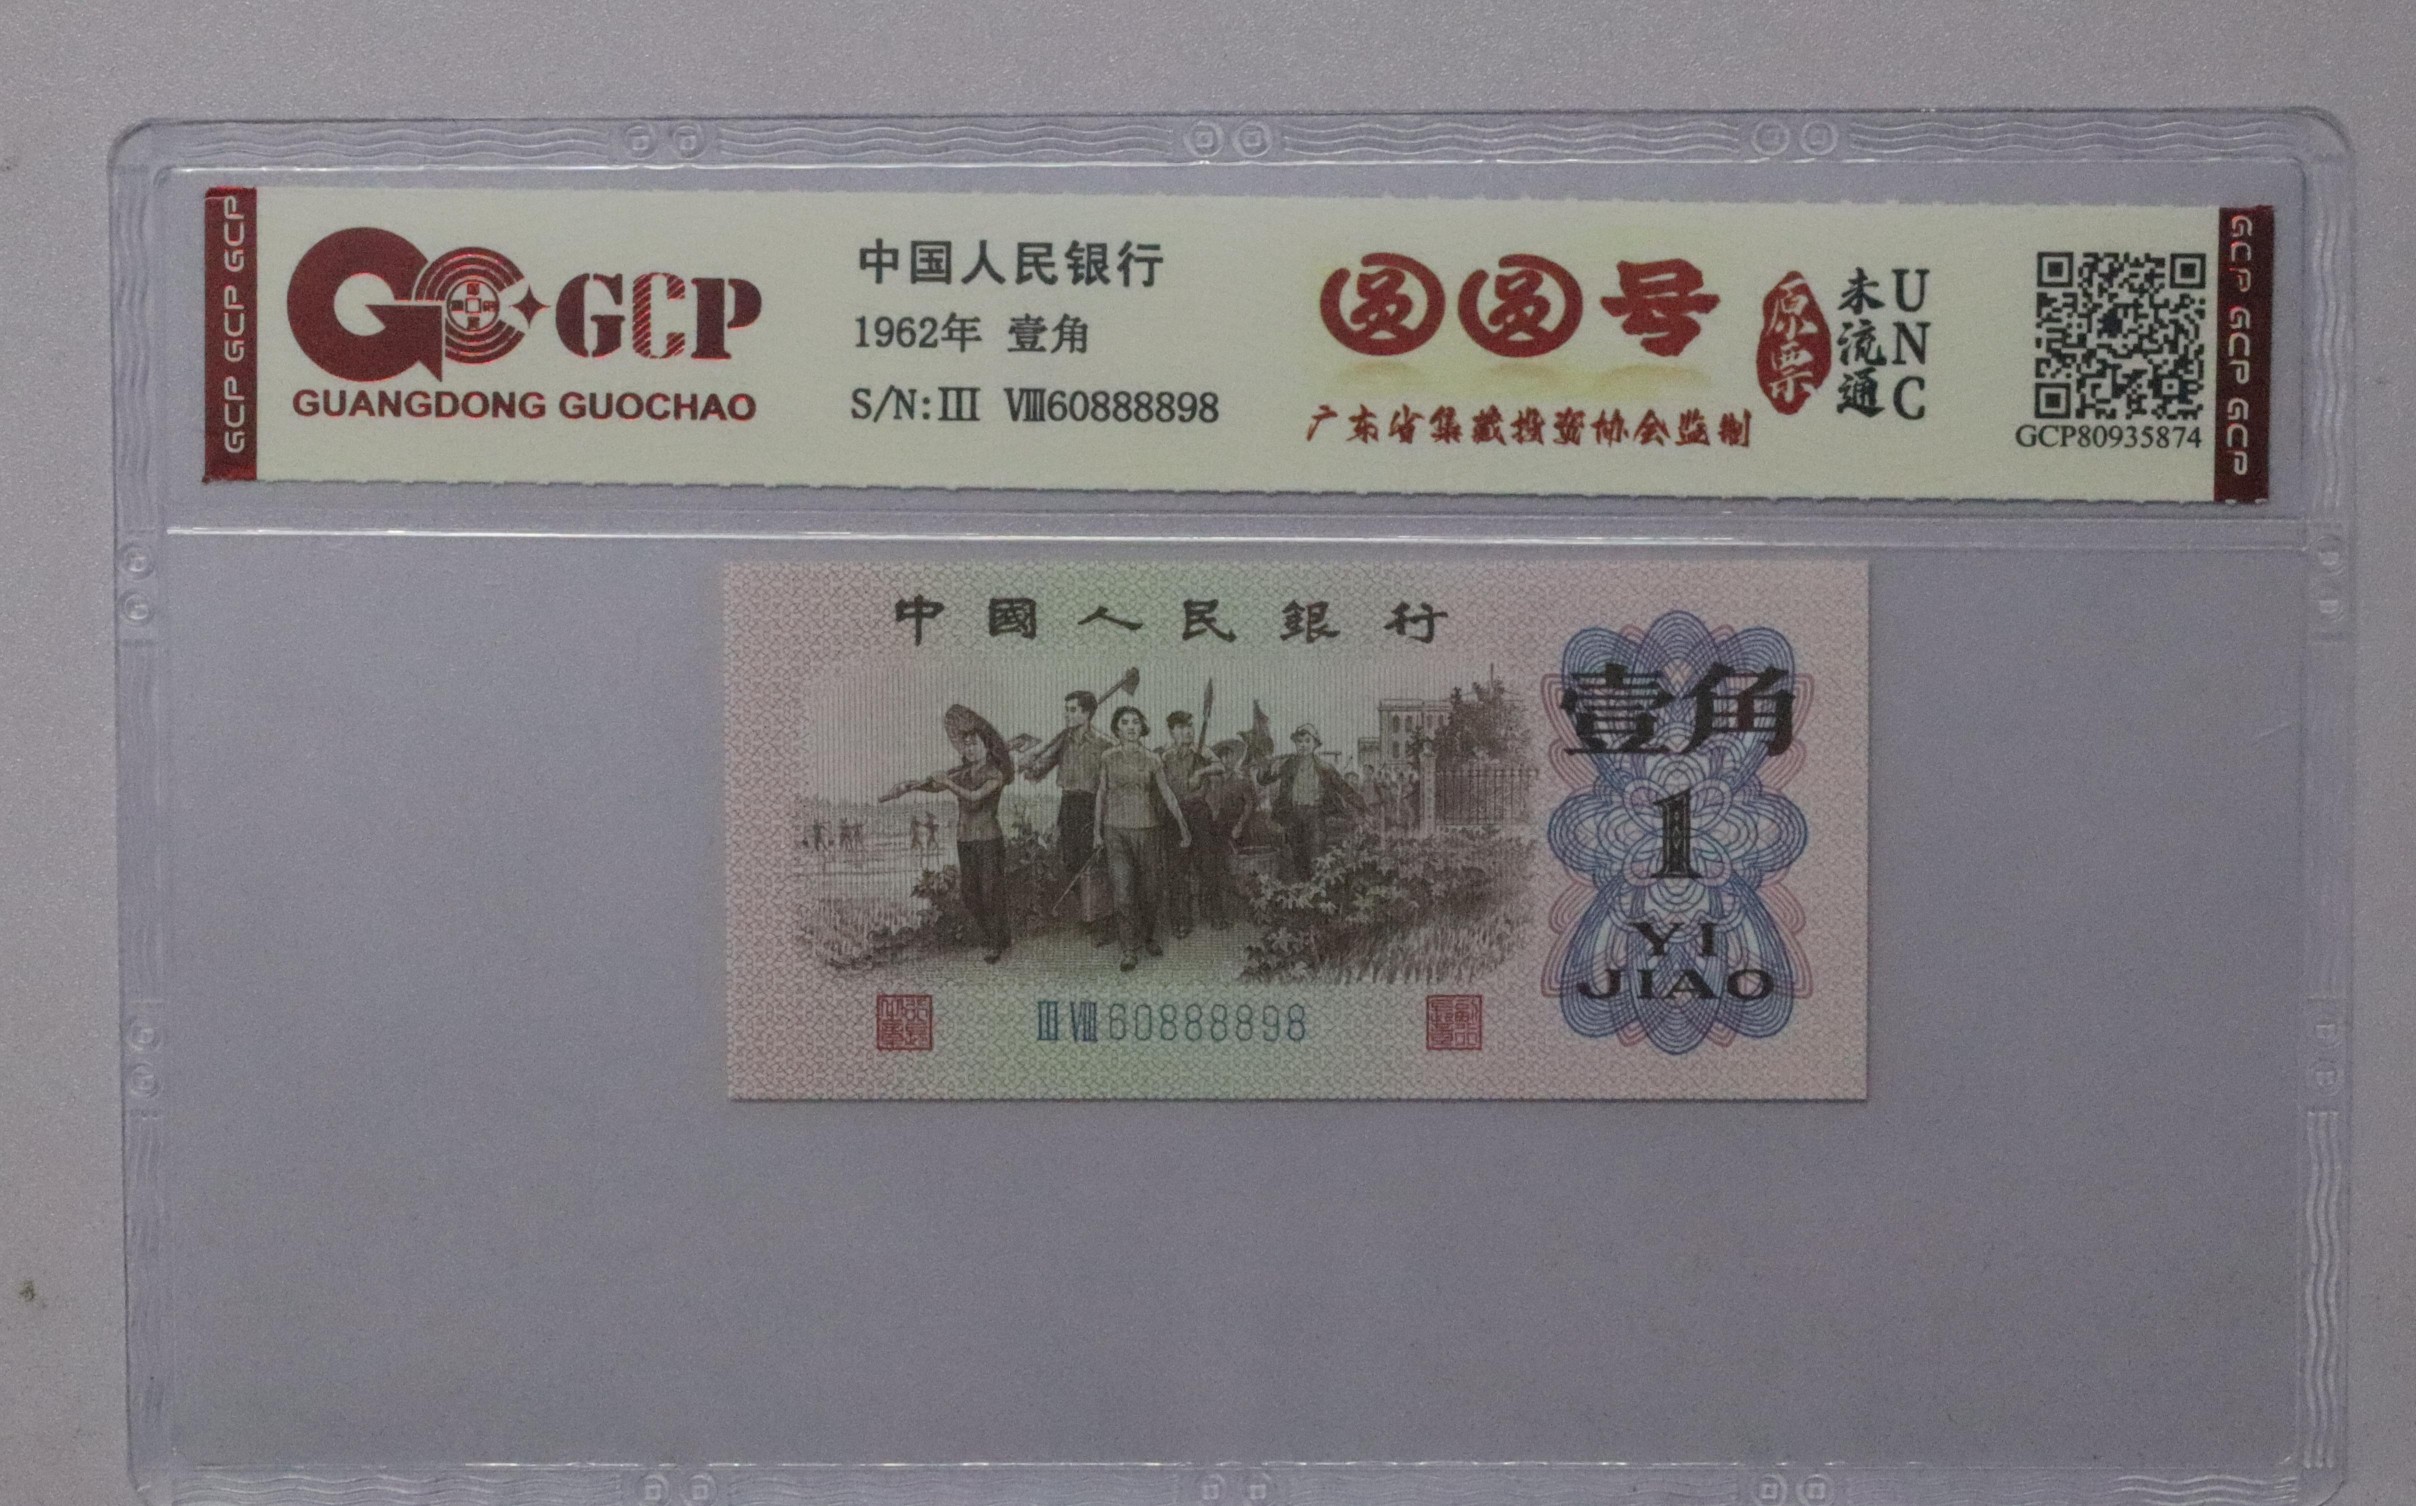 GCP GCP GCP
GCP
GUANGDONG GUOCHAO
中国人民银行
1962年 壹角
S/N:III VIII60888898
圆圆号
广东省集藏投资协会监制
原票
未流通
UNC
GCP80935874
GCP GCP GCP
中國人民銀行
壹角
1
YI
JIAO
III VIII 60888898